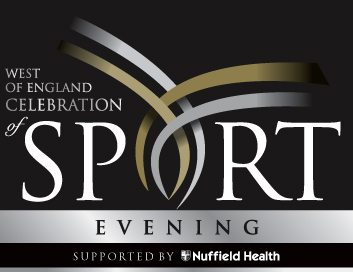 WEST
OF ENGLAND
CELEBRATION
of
SPORT
EVENING
SUPPORTED BY Nuffield Health